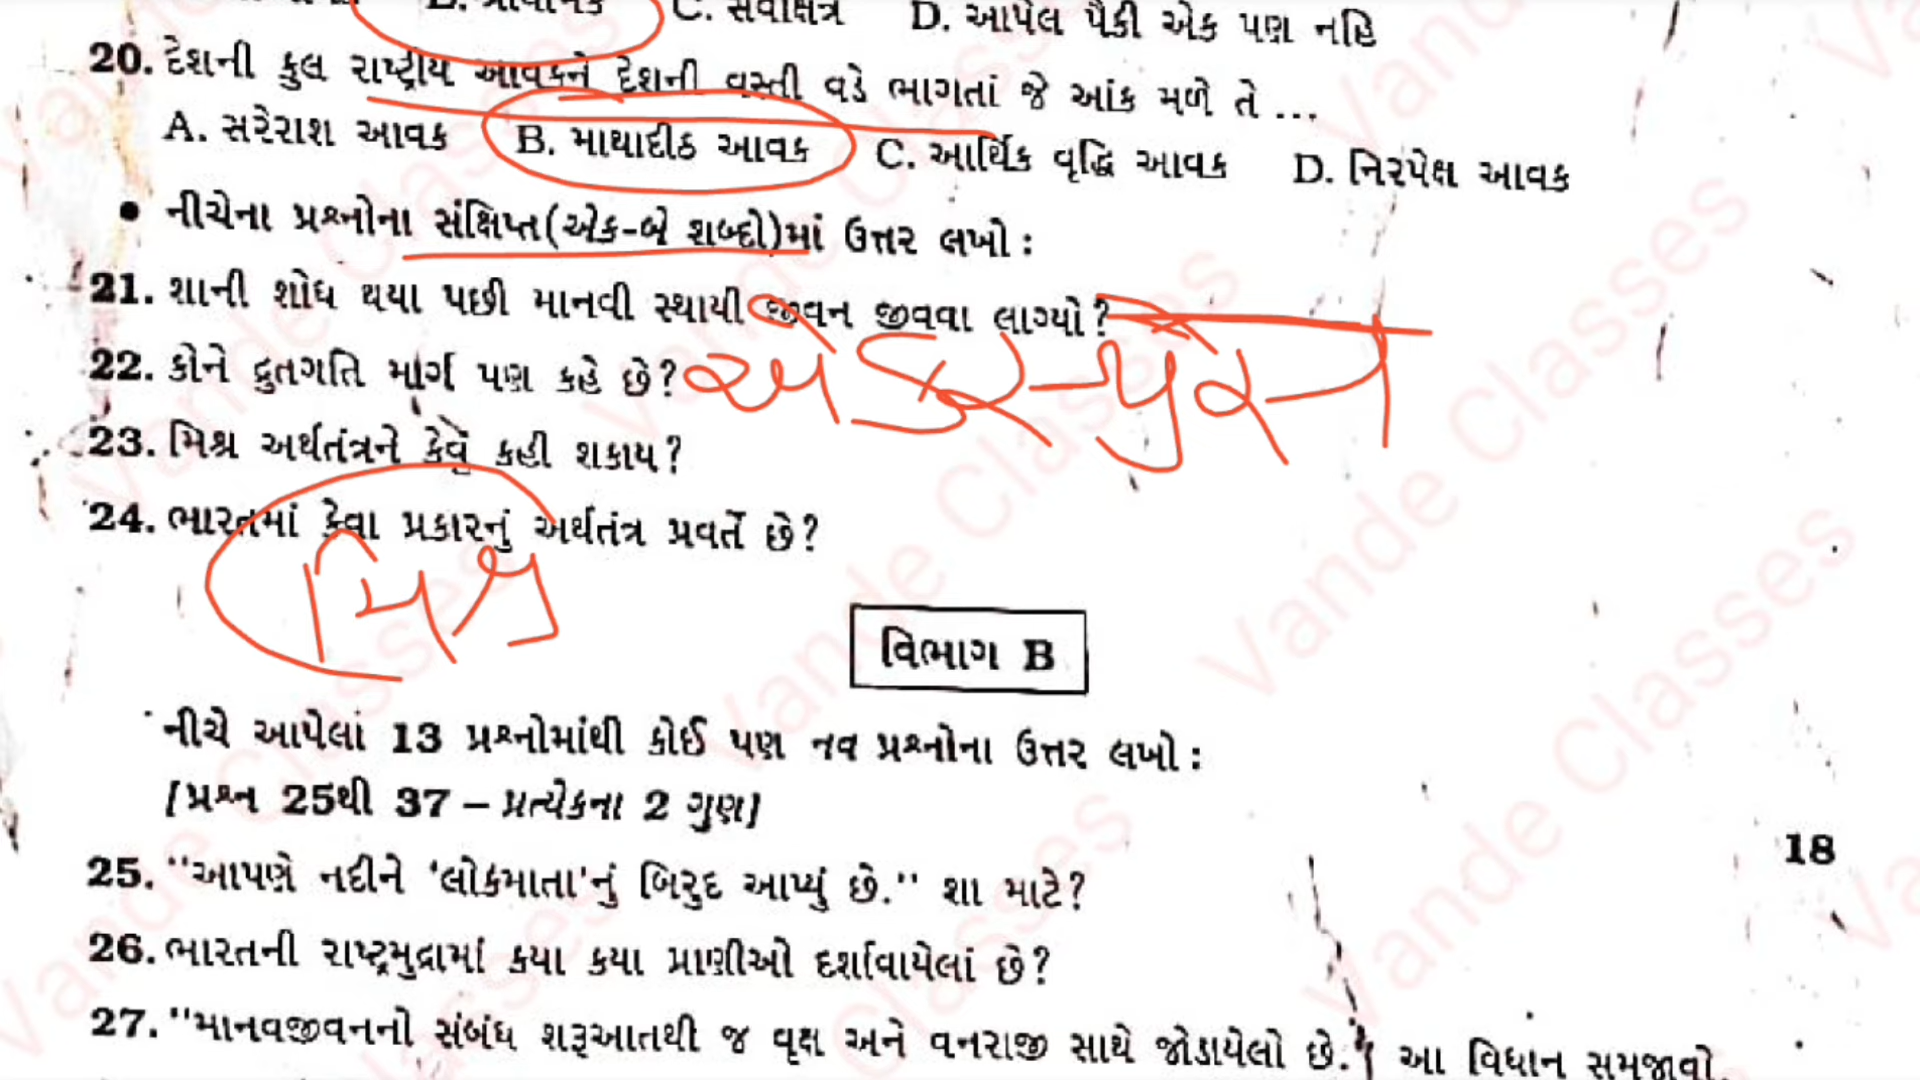 C. સર્વોક્ષેત્ર D. આપેલ પૈકી એક પણ નહિ
20. દેશની કુલ રાષ્ટ્રીય આવકને દેશની વસ્તી વડે ભાગતાં જે આંક મળે તે ...
A. સરેરાશ આવક B. માથાદીઠ આવક C. આર્થિક વૃદ્ધિ આવક D. નિરપેક્ષ આવક
• નીચેના પ્રશ્નોના સંક્ષિપ્ત(એક-બે શબ્દો)માં ઉત્તર લખો :
21. શાની શોધ થયા પછી માનવી સ્થાયી જીવન જીવવા લાગ્યો?
22. કોને દ્રુતગતિ માર્ગ પણ કહે છે?
23. મિશ્ર અર્થતંત્રને કેવું કહી શકાય?
24. ભારતમાં કેવા પ્રકારનું અર્થતંત્ર પ્રવર્તે છે?
મિશ્ર
વિભાગ B
નીચે આપેલાં 13 પ્રશ્નોમાંથી કોઈ પણ નવ પ્રશ્નોના ઉત્તર લખો :
[પ્રશ્ન 25થી 37 – પ્રત્યેકના 2 ગુણ]
18
25. "આપણે નદીને 'લોકમાતા'નું બિરુદ આપ્યું છે." શા માટે?
26. ભારતની રાષ્ટ્રમુદ્રામાં કયા કયા પ્રાણીઓ દર્શાવાયેલાં છે?
27. "માનવજીવનનો સંબંધ શરૂઆતથી જ વૃક્ષ અને વનરાજી સાથે જોડાયેલો છે." આ વિધાન સમજાવો.
Vande Classes